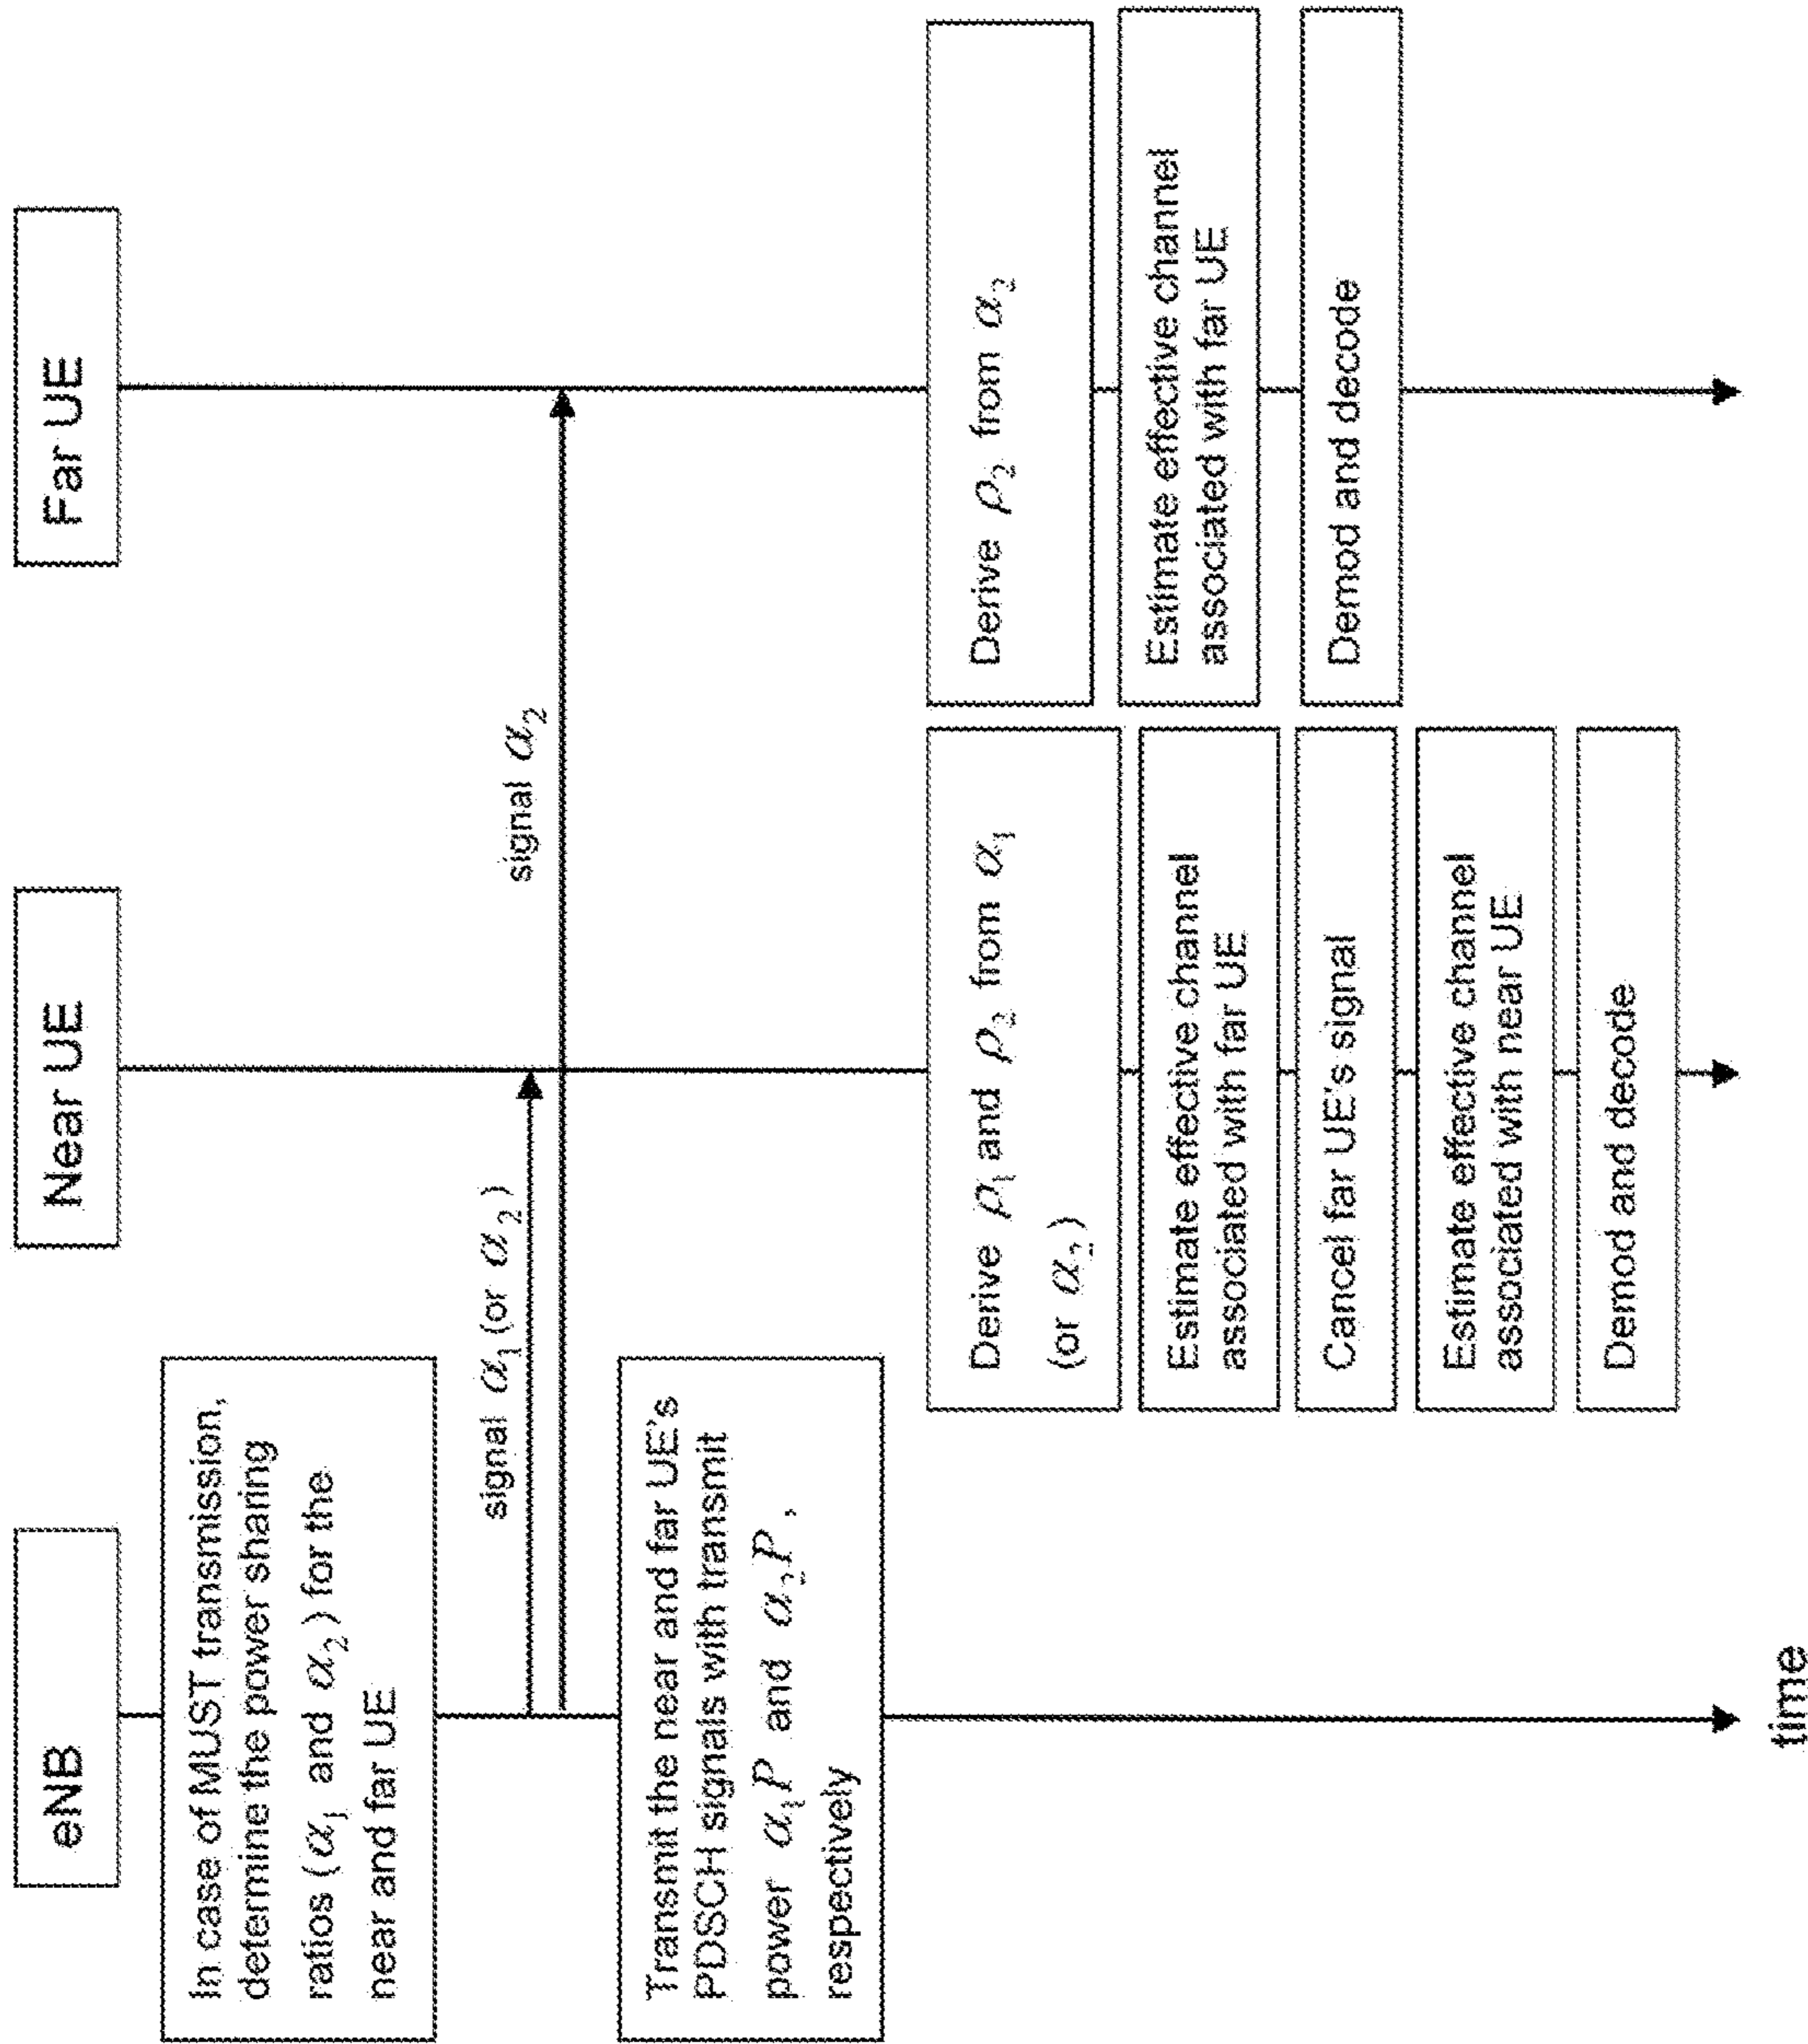 eNB
Near UE
Far UE
In case of MUST transmission,
determine the power sharing
ratios (α₁ and α₂) for the
near and far UE
signal α₁ (or α₂)
signal α₂
Transmit the near and far UE's
PDSCH signals with transmit
power α₁P and α₂P,
respectively
Derive ρ₁ and ρ₂ from α₁
(or α₂)
Estimate effective channel
associated with far UE
Cancel far UE's signal
Estimate effective channel
associated with near UE
Demod and decode
Derive ρ₂ from α₂
Estimate effective channel
associated with far UE
Demod and decode
time